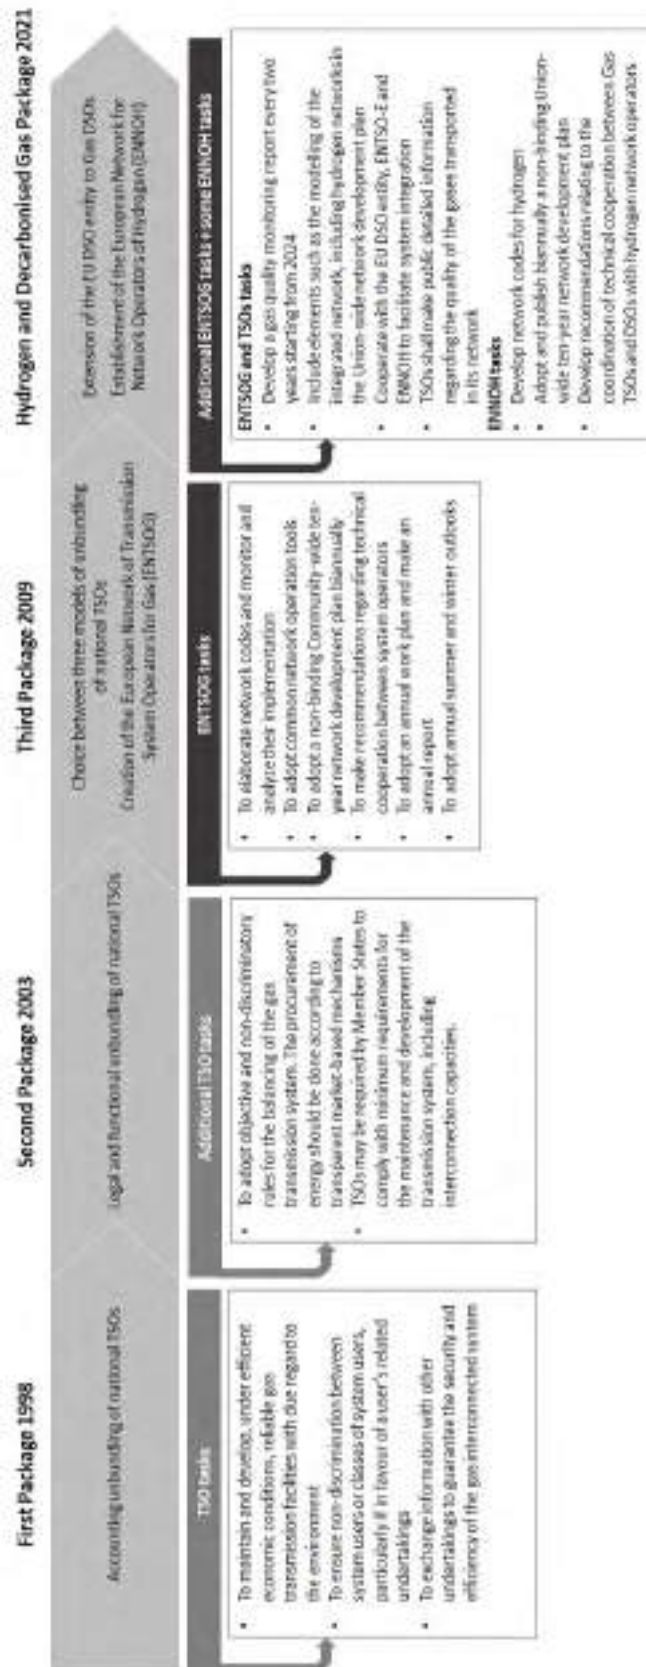 First Package 1998
Accounting unbundling of national TSOs
TSO tasks
• To maintain and develop, under efficient
economic conditions, reliable gas
transmission facilities with due regard to
the environment
• To ensure non-discrimination between
system users or classes of system users,
particularly if in favour of a user's related
undertakings
• To exchange information with other
undertakings to guarantee the security and
efficiency of the gas interconnected system
Second Package 2003
Legal and functional unbundling of national TSOs
Additional TSO tasks
• To adopt objective and non-discriminatory
rules for the balancing of the gas
transmission system. The procurement of
energy should be done according to
transparent market-based mechanisms
• TSOs may be required by Member States to
comply with minimum requirements for
the maintenance and development of the
transmission system, including
interconnection capacities.
Third Package 2009
Choice between three models of unbundling
of national TSOs
Creation of the European Network of Transmission
System Operators for Gas (ENTSOG)
ENTSOG tasks
• To elaborate network codes and monitor and
analyze their implementation
• To adopt common network operation tools
• To adopt a non-binding Community-wide ten-
year network development plan biannually
• To make recommendations regarding technical
cooperation between system operators
• To adopt an annual work plan and make an
annual report
• To adopt annual summer and winter outlooks
Hydrogen and Decarbonised Gas Package 2021
Extension of the EU DSO entity to Gas DSOs
Establishment of the European Network for
Network Operators of Hydrogen (ENNOH)
Additional ENTSOG tasks + some ENNOH tasks
ENTSOG and TSOs tasks
• Develop a gas quality monitoring report every two
years starting from 2024
• Include elements such as the modelling of the
integrated network, including hydrogen networks in
the Union-wide network development plan
• Cooperate with the EU DSO entity, ENTSO-E and
ENNOH to facilitate system integration
• TSOs shall make public detailed information
regarding the quality of the gases transported
in its network
ENNOH tasks
• Develop network codes for hydrogen
• Adopt and publish biannually a non-binding Union-
wide ten-year network development plan
• Develop recommendations relating to the
coordination of technical cooperation between Gas
TSOs and DSOs with hydrogen network operators